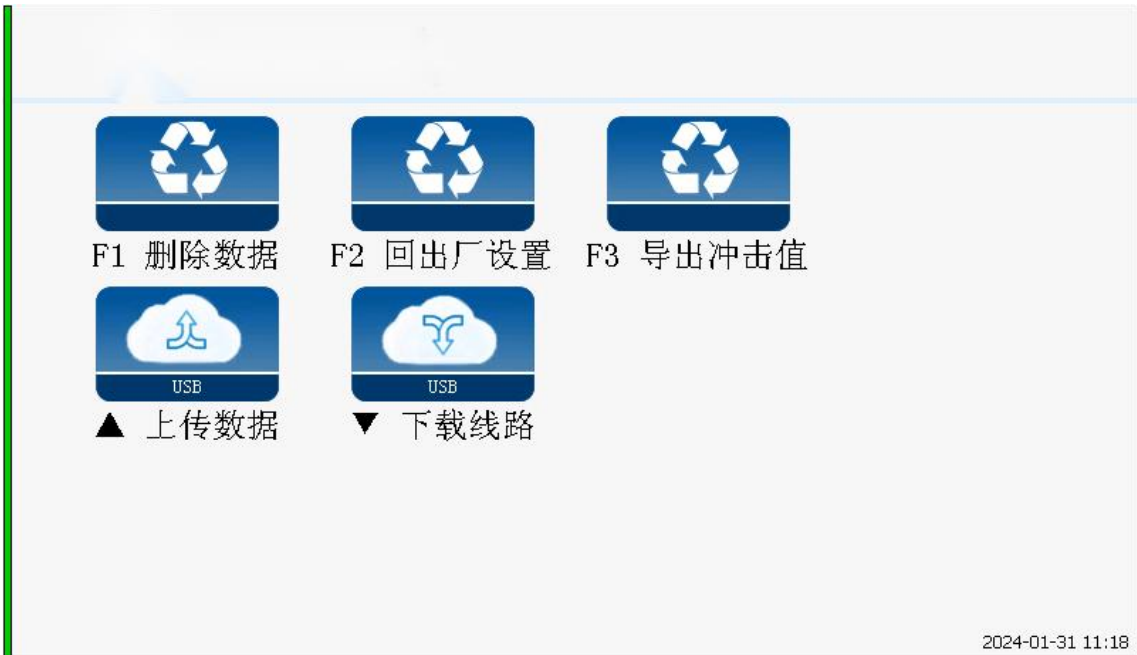 F1 删除数据
F2 回出厂设置
F3 导出冲击值
USB
USB
▲ 上传数据
▼ 下载线路
2024-01-31 11:18